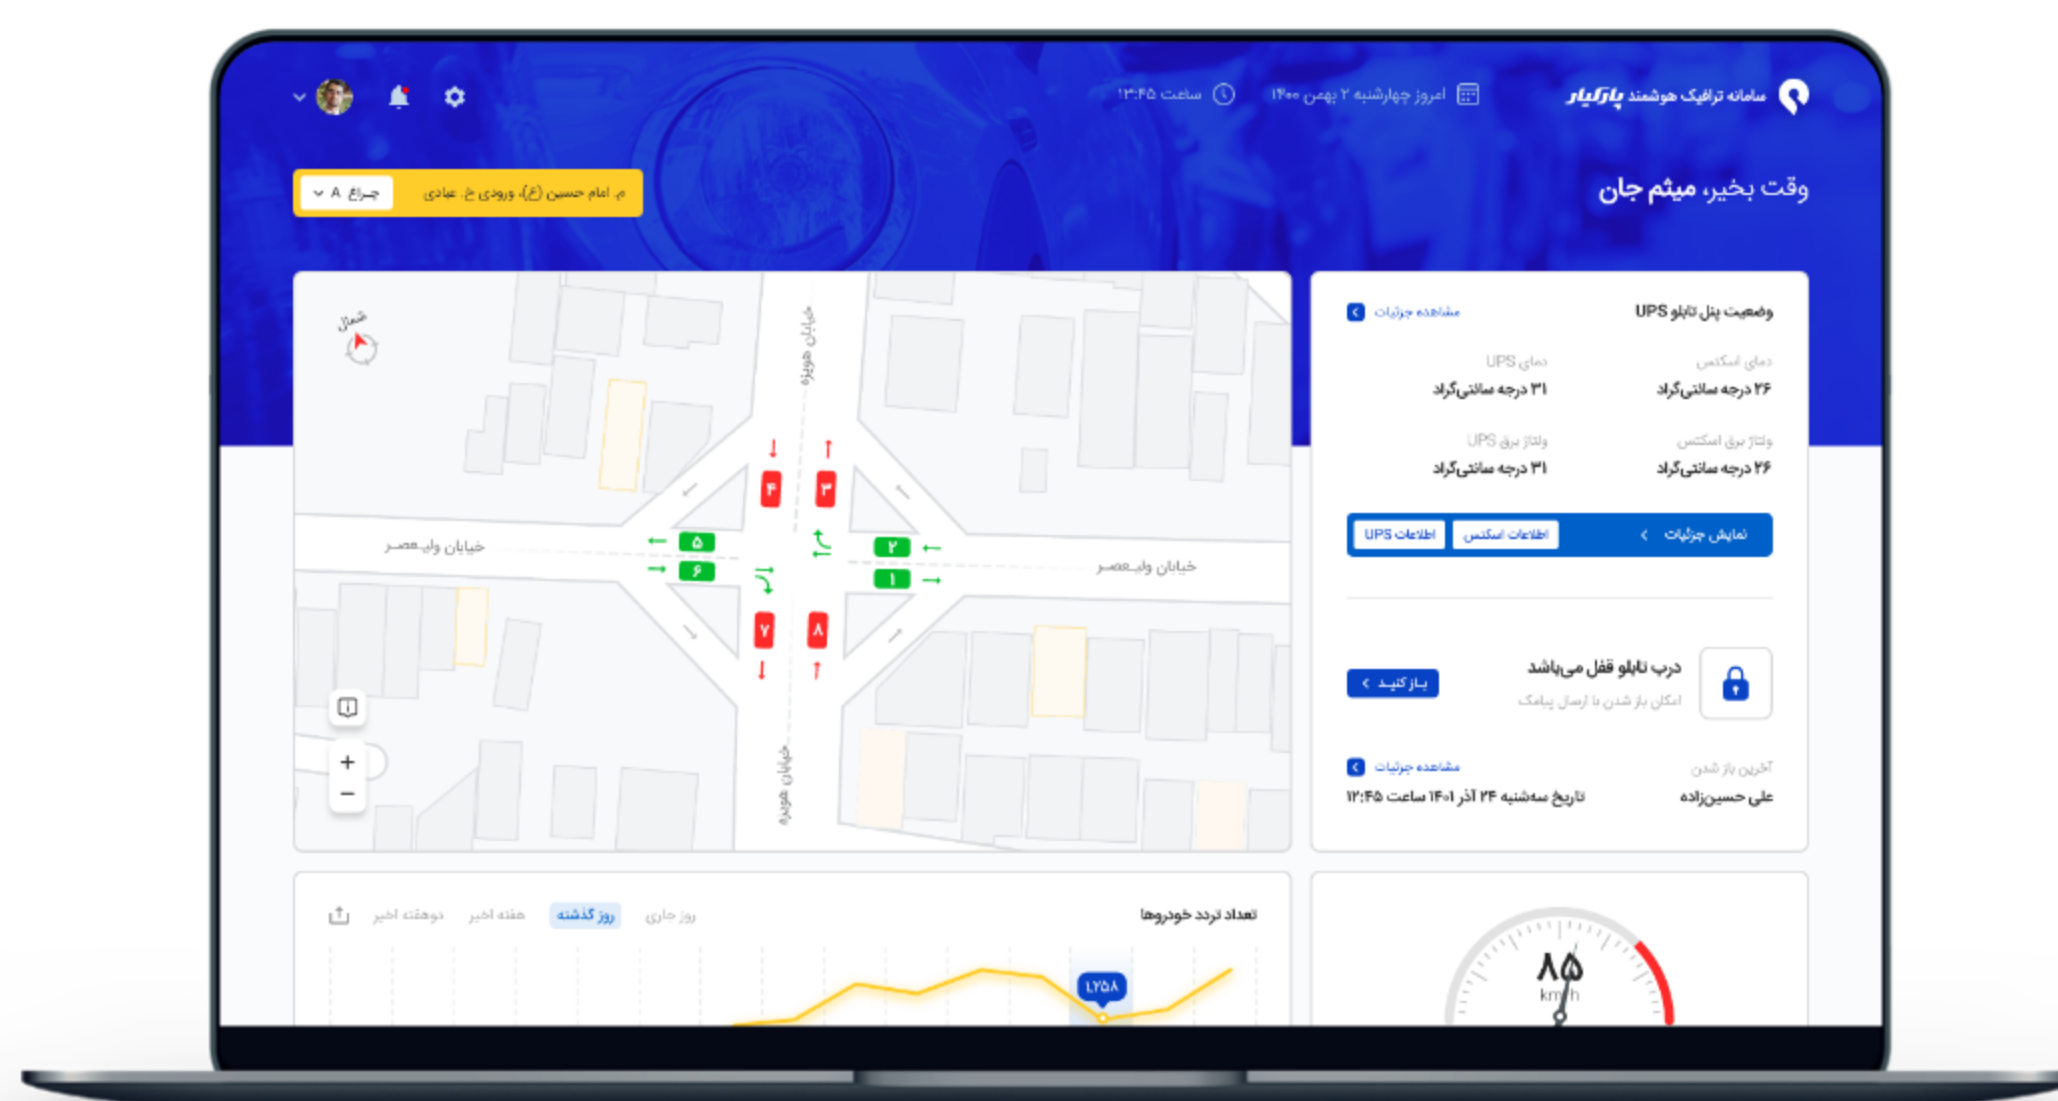 سامانه ترافیک هوشمند پارکیار
امروز چهارشنبه ۲ بهمن ۱۴۰۰
ساعت ۱۳:۴۵
وقت بخیر، میثم جان
م. امام حسین (ع)، ورودی خ. عبادی
چراغ A
وضعیت پنل تابلو UPS
مشاهده جزئیات
دمای اسکتس
دمای UPS
۲۶ درجه سانتی‌گراد
۳۱ درجه سانتی‌گراد
ولتاژ برق اسکتس
ولتاژ برق UPS
۲۶ درجه سانتی‌گراد
۳۱ درجه سانتی‌گراد
نمایش جزئیات
اطلاعات اسکتس
اطلاعات UPS
درب تابلو قفل می‌باشد
امکان باز شدن با ارسال پیامک
باز کنید
آخرین باز شدن
مشاهده جزئیات
علی حسین‌زاده
تاریخ سه‌شنبه ۲۴ آذر ۱۴۰۱ ساعت ۱۲:۴۵
شمال
خیابان هویزه
۳
۴
۲
۵
۱
۶
خیابان ولیعصر
خیابان ولیعصر
۸
۷
خیابان هویزه
+
−
۸۵
km/h
تعداد تردد خودروها
روز جاری
روز گذشته
هفته اخیر
دوهفته اخیر
۱,۲۵۸